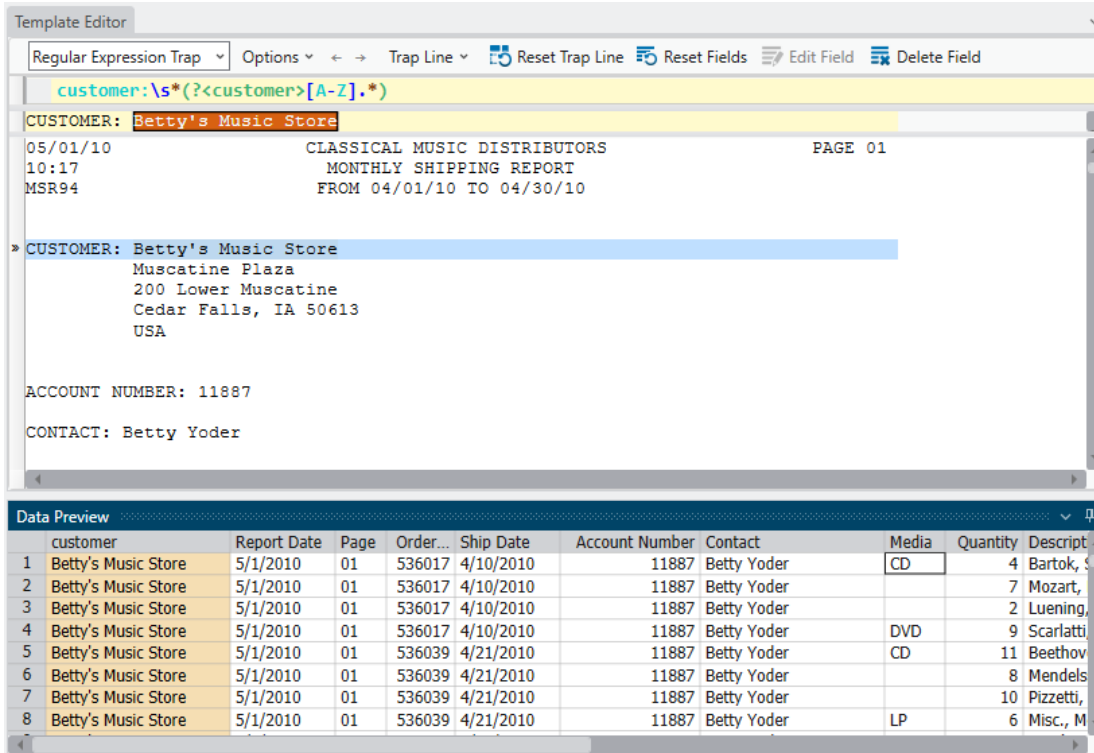 Template Editor
Regular Expression Trap Options ← → Trap Line Reset Trap Line Reset Fields Edit Field Delete Field
customer:\s*(?<customer>[A-Z].*)
CUSTOMER: Betty's Music Store
05/01/10 CLASSICAL MUSIC DISTRIBUTORS PAGE 01
10:17 MONTHLY SHIPPING REPORT
MSR94 FROM 04/01/10 TO 04/30/10
» CUSTOMER: Betty's Music Store
Muscatine Plaza
200 Lower Muscatine
Cedar Falls, IA 50613
USA
ACCOUNT NUMBER: 11887
CONTACT: Betty Yoder
Data Preview
customer Report Date Page Order... Ship Date Account Number Contact Media Quantity Descript
1 Betty's Music Store 5/1/2010 01 536017 4/10/2010 11887 Betty Yoder CD 4 Bartok,
2 Betty's Music Store 5/1/2010 01 536017 4/10/2010 11887 Betty Yoder 7 Mozart,
3 Betty's Music Store 5/1/2010 01 536017 4/10/2010 11887 Betty Yoder 2 Luening,
4 Betty's Music Store 5/1/2010 01 536017 4/10/2010 11887 Betty Yoder DVD 9 Scarlatti
5 Betty's Music Store 5/1/2010 01 536039 4/21/2010 11887 Betty Yoder CD 11 Beethov
6 Betty's Music Store 5/1/2010 01 536039 4/21/2010 11887 Betty Yoder 8 Mendels
7 Betty's Music Store 5/1/2010 01 536039 4/21/2010 11887 Betty Yoder 10 Pizzetti,
8 Betty's Music Store 5/1/2010 01 536039 4/21/2010 11887 Betty Yoder LP 6 Misc., M